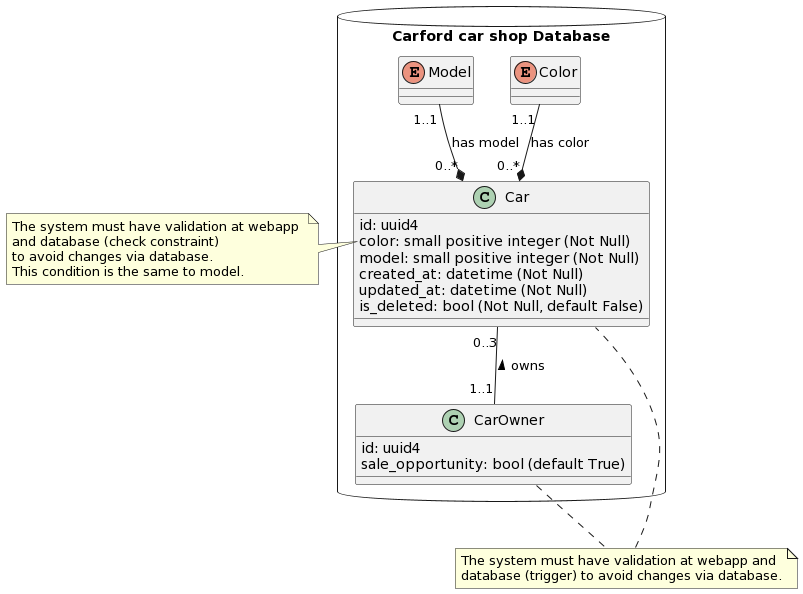 Carford car shop Database
E Model
E Color
1..1
1..1
has model
has color
0..*
0..*
C Car
The system must have validation at webapp
and database (check constraint)
to avoid changes via database.
This condition is the same to model.
id: uuid4
color: small positive integer (Not Null)
model: small positive integer (Not Null)
created_at: datetime (Not Null)
updated_at: datetime (Not Null)
is_deleted: bool (Not Null, default False)
0..3
owns
1..1
C CarOwner
id: uuid4
sale_opportunity: bool (default True)
The system must have validation at webapp and
database (trigger) to avoid changes via database.